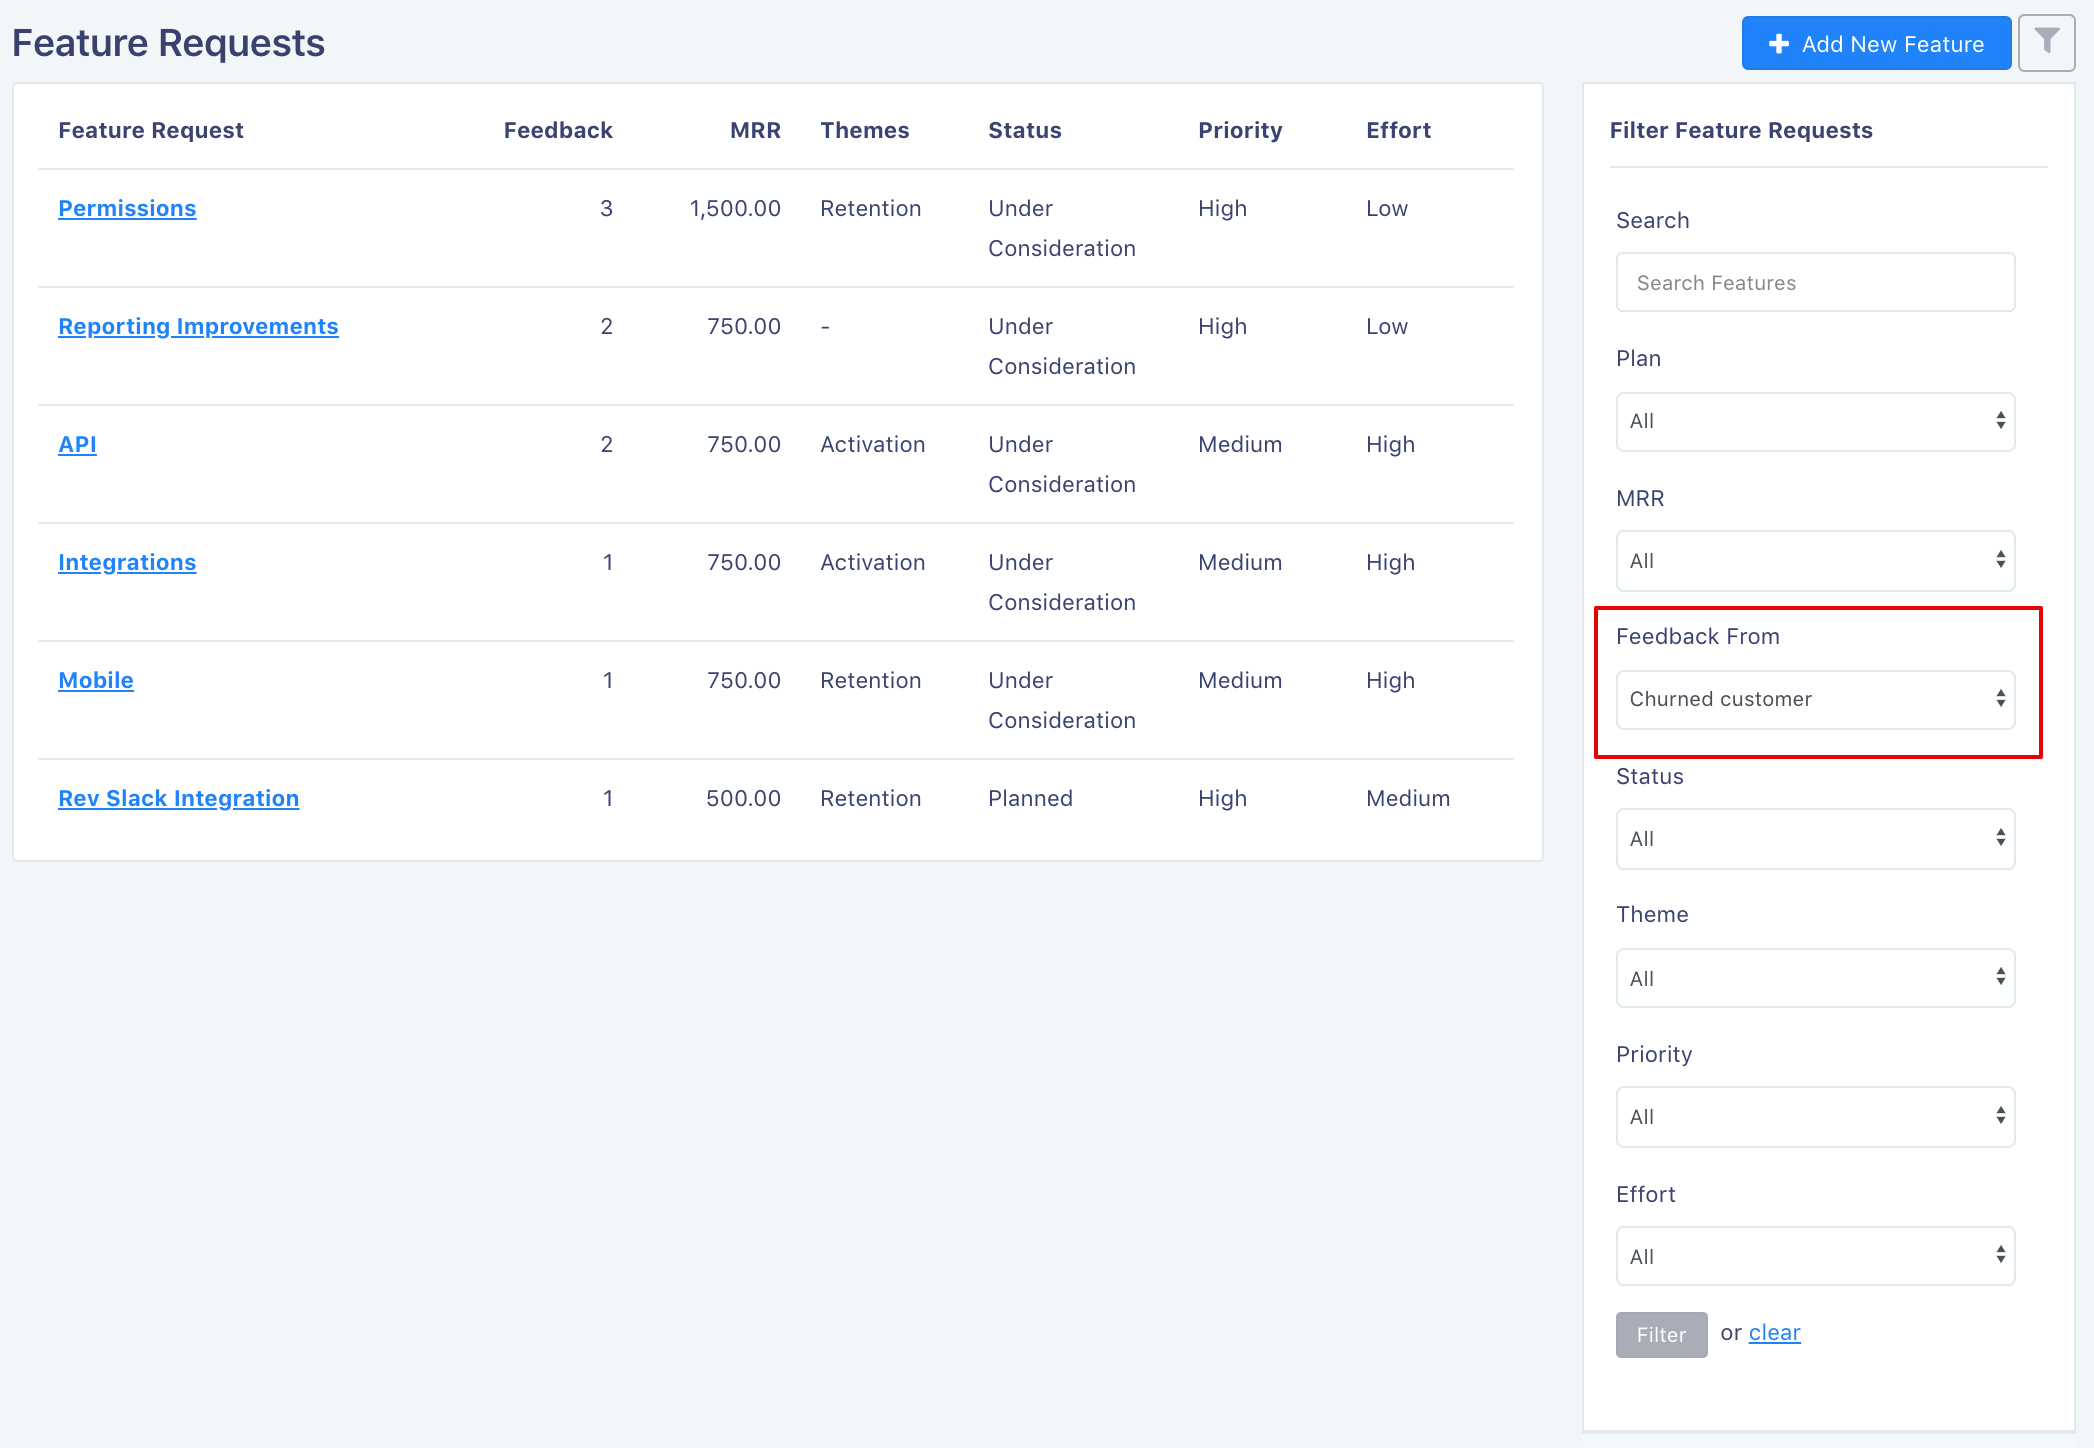 Feature Requests
Add New Feature
Feature Request Feedback MRR Themes Status Priority Effort
Permissions 3 1,500.00 Retention Under Consideration High Low
Reporting Improvements 2 750.00 - Under Consideration High Low
API 2 750.00 Activation Under Consideration Medium High
Integrations 1 750.00 Activation Under Consideration Medium High
Mobile 1 750.00 Retention Under Consideration Medium High
Rev Slack Integration 1 500.00 Retention Planned High Medium
Filter Feature Requests
Search
Search Features
Plan
All
MRR
All
Feedback From
Churned customer
Status
All
Theme
All
Priority
All
Effort
All
Filter or clear